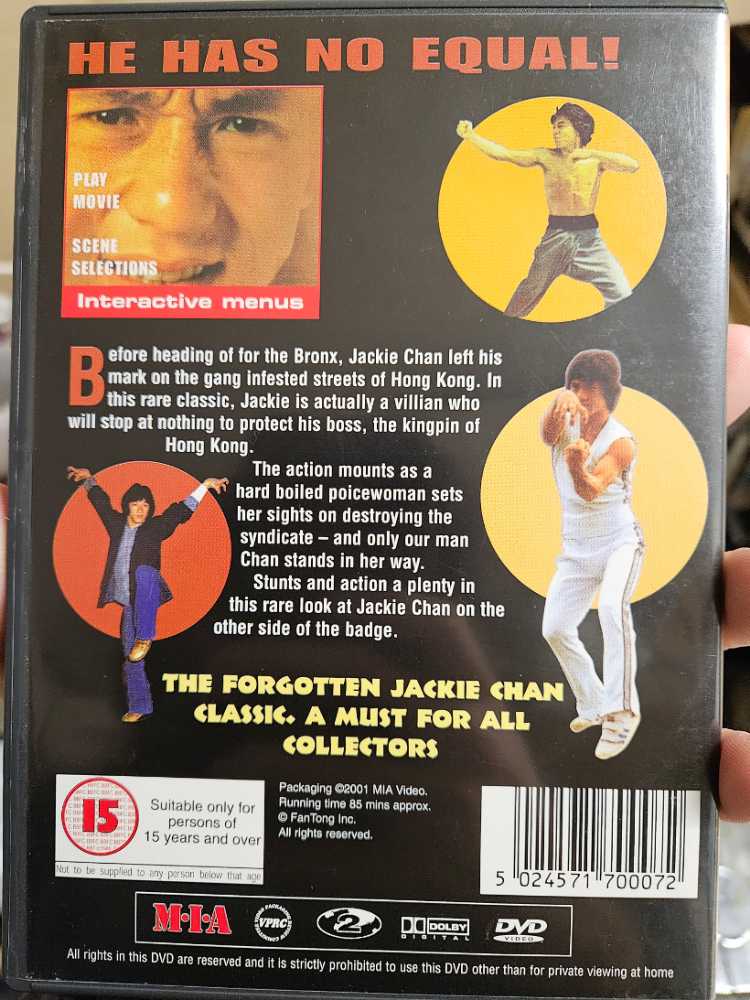 HE HAS NO EQUAL!
PLAY
MOVIE
SCENE
SELECTIONS
Interactive menus
Before heading of for the Bronx, Jackie Chan left his
mark on the gang infested streets of Hong Kong. In
this rare classic, Jackie is actually a villian who
will stop at nothing to protect his boss, the kingpin of
Hong Kong.
The action mounts as a
hard boiled poicewoman sets
her sights on destroying the
syndicate – and only our man
Chan stands in her way.
Stunts and action a plenty in
this rare look at Jackie Chan on the
other side of the badge.
THE FORGOTTEN JACKIE CHAN
CLASSIC. A MUST FOR ALL
COLLECTORS
15
Suitable only for
persons of
15 years and over
Not to be supplied to any person below that age
Packaging ©2001 MIA Video.
Running time 85 mins approx.
© FanTong Inc.
All rights reserved.
5 024571 700072
M·I·A
VPRC
2
DOLBY
DIGITAL
DVD
VIDEO
All rights in this DVD are reserved and it is strictly prohibited to use this DVD other than for private viewing at home